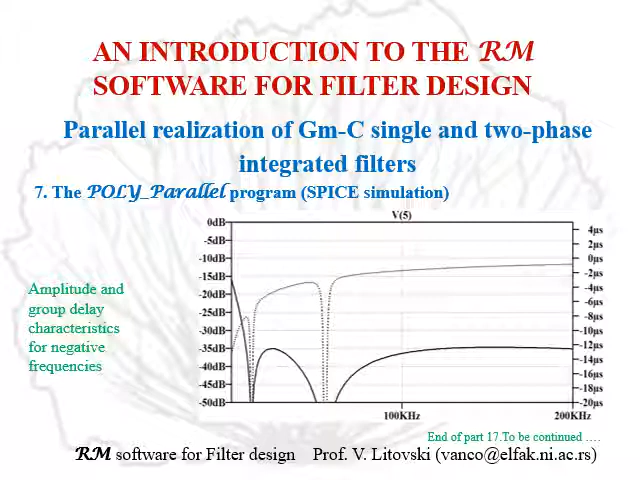 AN INTRODUCTION TO THE RM
SOFTWARE FOR FILTER DESIGN
Parallel realization of Gm-C single and two-phase
integrated filters
7. The POLY_Parallel program (SPICE simulation)
V(5)
0dB
-5dB
-10dB
-15dB
-20dB
-25dB
-30dB
-35dB
-40dB
-45dB
-50dB
4µs
2µs
0µs
-2µs
-4µs
-6µs
-8µs
-10µs
-12µs
-14µs
-16µs
-18µs
-20µs
100KHz
200KHz
Amplitude and
group delay
characteristics
for negative
frequencies
End of part 17.To be continued ….
RM software for Filter design Prof. V. Litovski (vanco@elfak.ni.ac.rs)